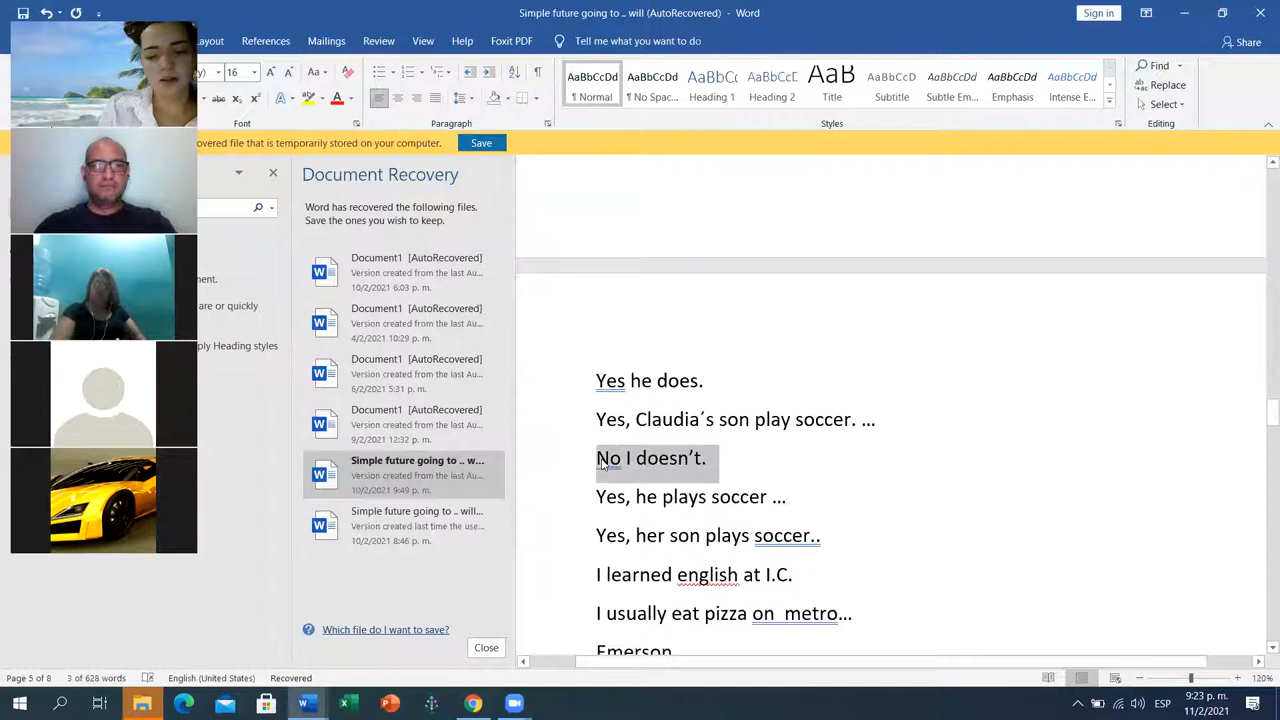 Simple future going to .. will (AutoRecovered) - Word
Sign in
Layout References Mailings Review View Help Foxit PDF Tell me what you want to do Share
16 A A Aa
AaBbCcDd AaBbCcDd AaBbCc AaBbCcD AaB AaBbCcD AaBbCcDd AaBbCcDd AaBbCcDd
¶ Normal ¶ No Spac... Heading 1 Heading 2 Title Subtitle Subtle Em... Emphasis Intense E...
Find
Replace
Select
Font Paragraph Styles Editing
overed file that is temporarily stored on your computer. Save
Document Recovery
Word has recovered the following files.
Save the ones you wish to keep.
Document1 [AutoRecovered]
Version created from the last Au...
10/2/2021 6:03 p. m.
Document1 [AutoRecovered]
Version created from the last Au...
4/2/2021 10:29 p. m.
Document1 [AutoRecovered]
Version created from the last Au...
6/2/2021 5:31 p. m.
Document1 [AutoRecovered]
Version created from the last Au...
9/2/2021 12:32 p. m.
Simple future going to .. w...
Version created from the last Au...
10/2/2021 9:49 p. m.
Simple future going to .. wi...
Version created last time the use...
10/2/2021 8:46 p. m.
Which file do I want to save?
Close
ment.
are or quickly
ply Heading styles
Yes he does.
Yes, Claudia´s son play soccer. ...
No I doesn’t.
Yes, he plays soccer ...
Yes, her son plays soccer..
I learned english at I.C.
I usually eat pizza on metro...
Emerson
Page 5 of 8 3 of 628 words English (United States) Recovered 120%
ESP 9:23 p. m.
11/2/2021